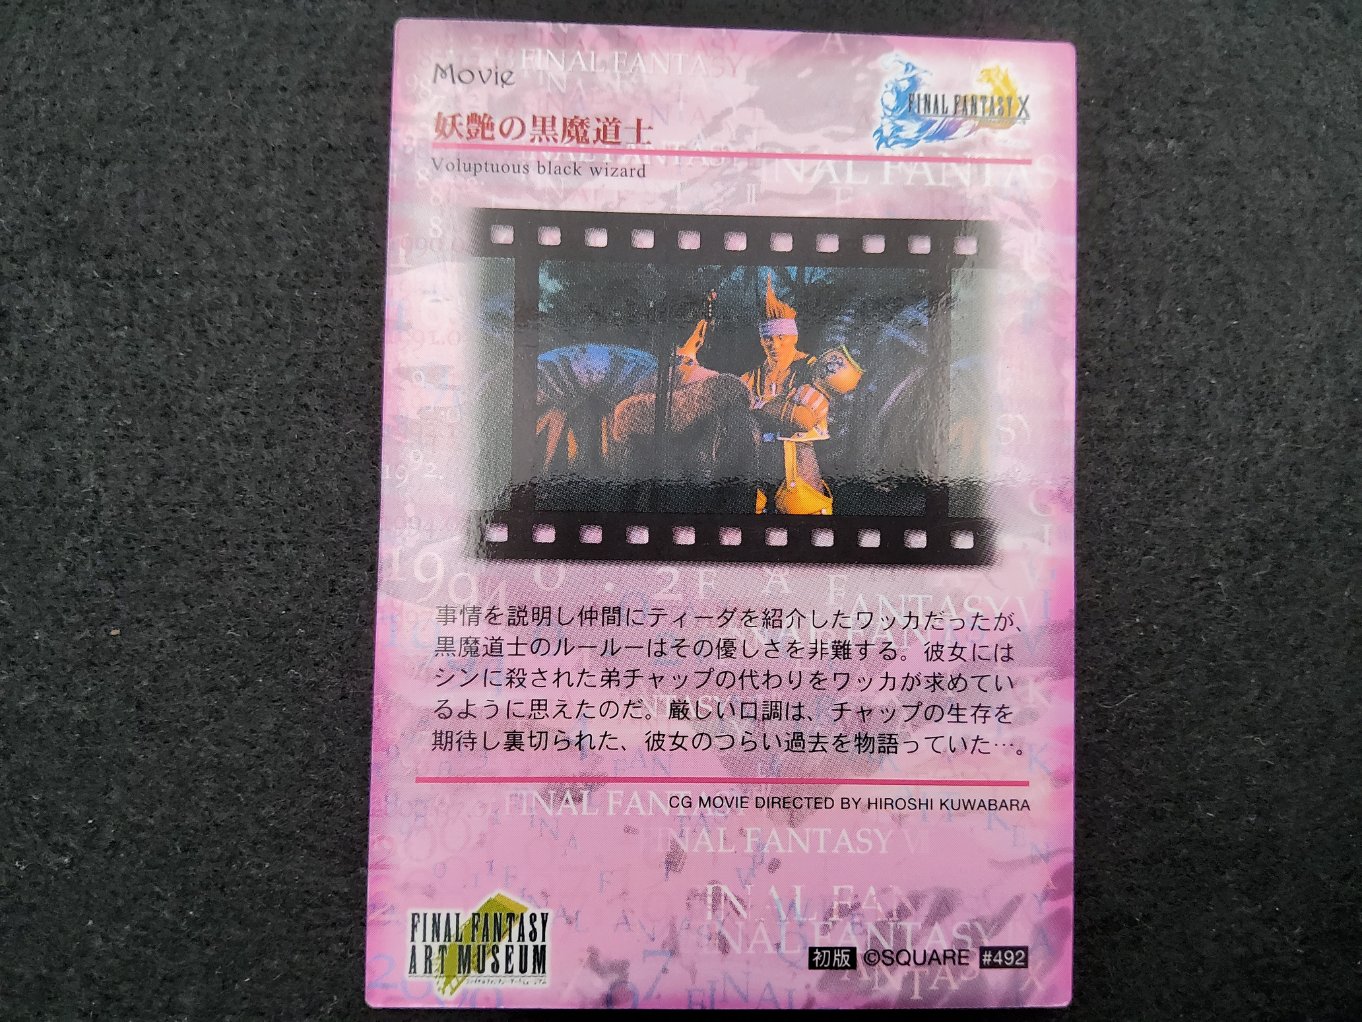 Movie
FINAL FANTASY X
妖艶の黒魔道士
Voluptuous black wizard
事情を説明し仲間にティーダを紹介したワッカだったが、
黒魔道士のルールーはその優しさを非難する。彼女には
シンに殺された弟チャップの代わりをワッカが求めてい
るように思えたのだ。厳しい口調は、チャップの生存を
期待し裏切られた、彼女のつらい過去を物語っていた…。
CG MOVIE DIRECTED BY HIROSHI KUWABARA
FINAL FANTASY
ART MUSEUM
初版 ©SQUARE #492